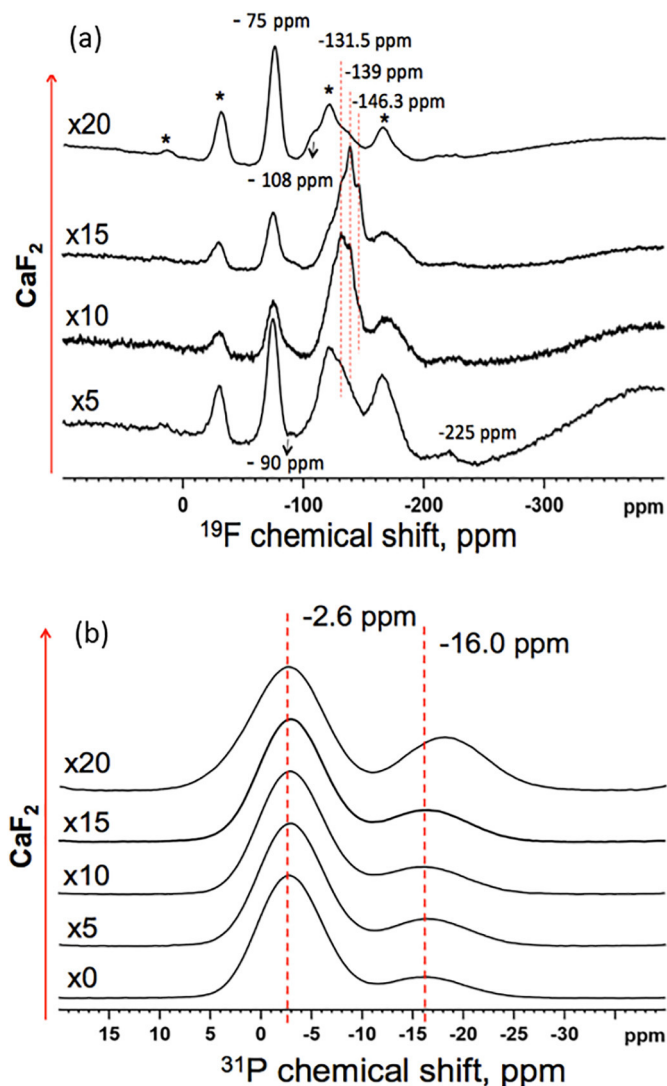 (a)
- 75 ppm
-131.5 ppm
-139 ppm
-146.3 ppm
* * * *
x20
- 108 ppm
x15
x10
x5
-225 ppm
- 90 ppm
CaF₂
0 -100 -200 -300 ppm
¹⁹F chemical shift, ppm
(b)
-2.6 ppm
-16.0 ppm
x20
x15
x10
x5
x0
CaF₂
15 10 5 0 -5 -10 -15 -20 -25 -30 ppm
³¹P chemical shift, ppm